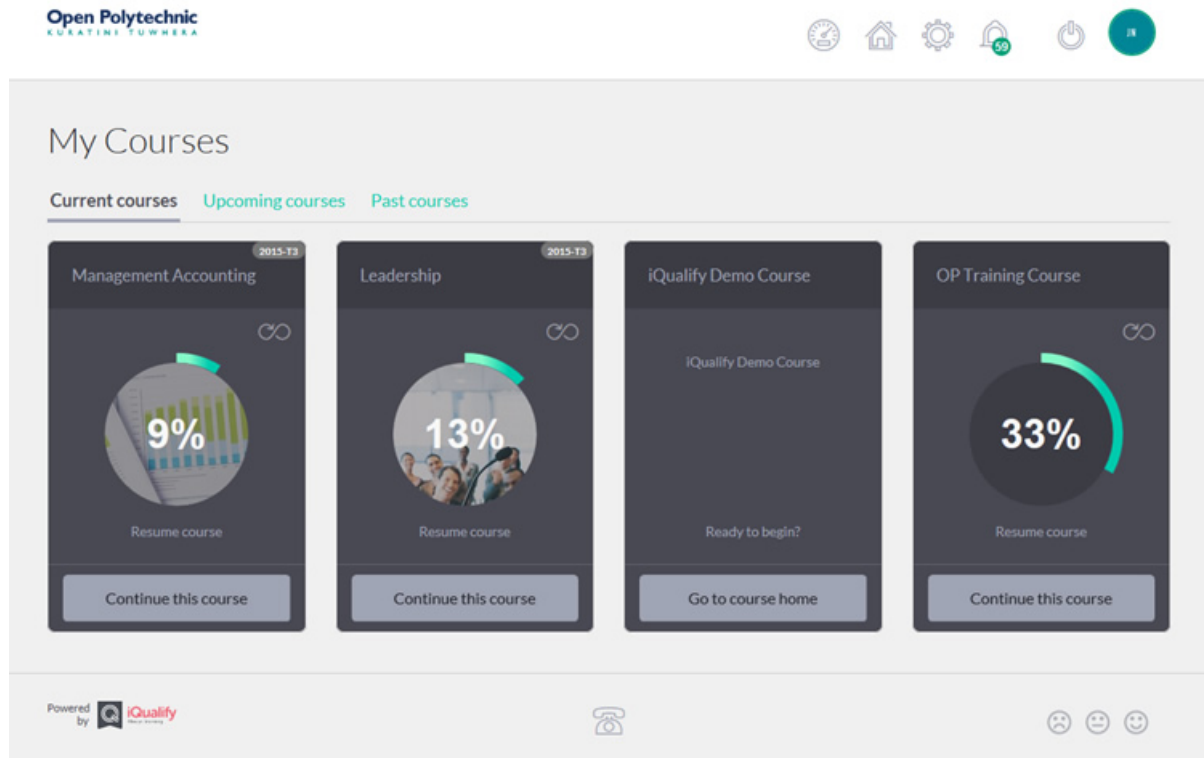 Open Polytechnic
KURATINI TUWHERA
59
JN
My Courses
Current courses Upcoming courses Past courses
2015-T3
Management Accounting
9%
Resume course
Continue this course
2015-T3
Leadership
13%
Resume course
Continue this course
iQualify Demo Course
iQualify Demo Course
Ready to begin?
Go to course home
OP Training Course
33%
Resume course
Continue this course
Powered
by
iQualify